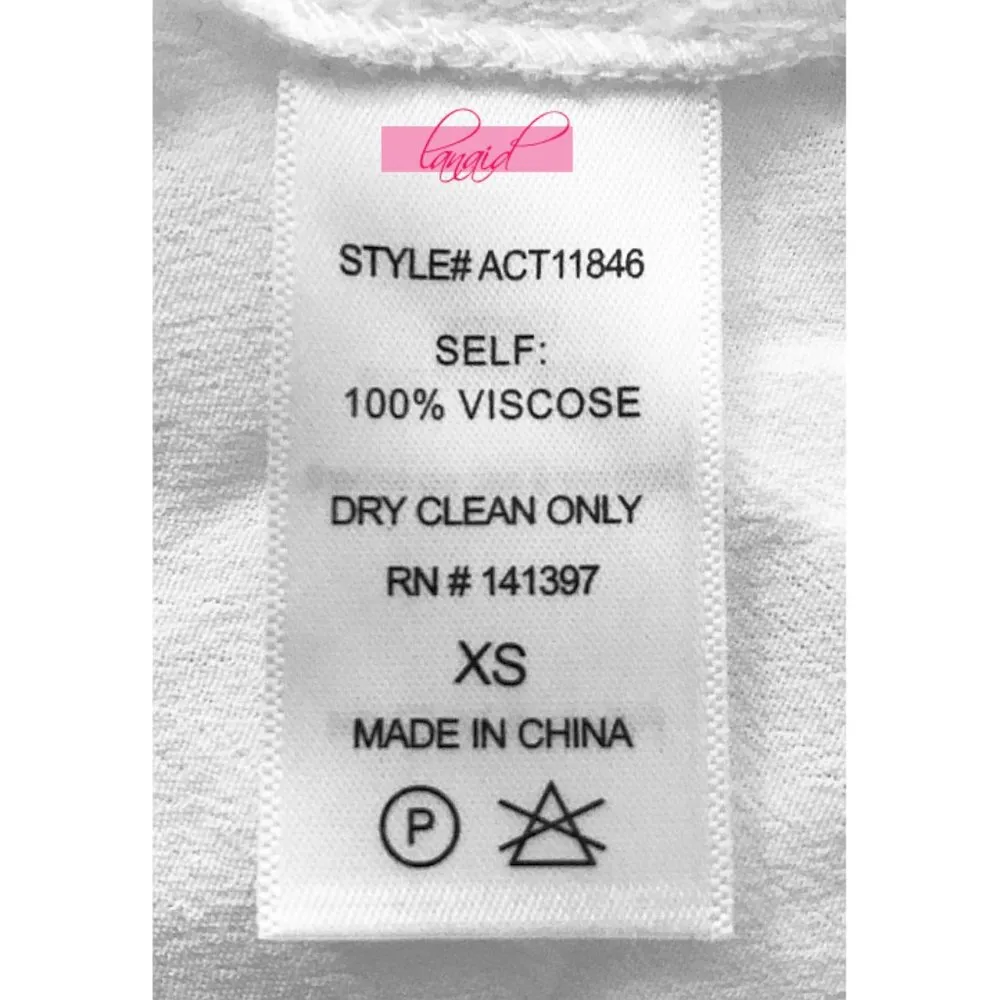 lanaid
STYLE# ACT11846
SELF:
100% VISCOSE
DRY CLEAN ONLY
RN # 141397
XS
MADE IN CHINA
P